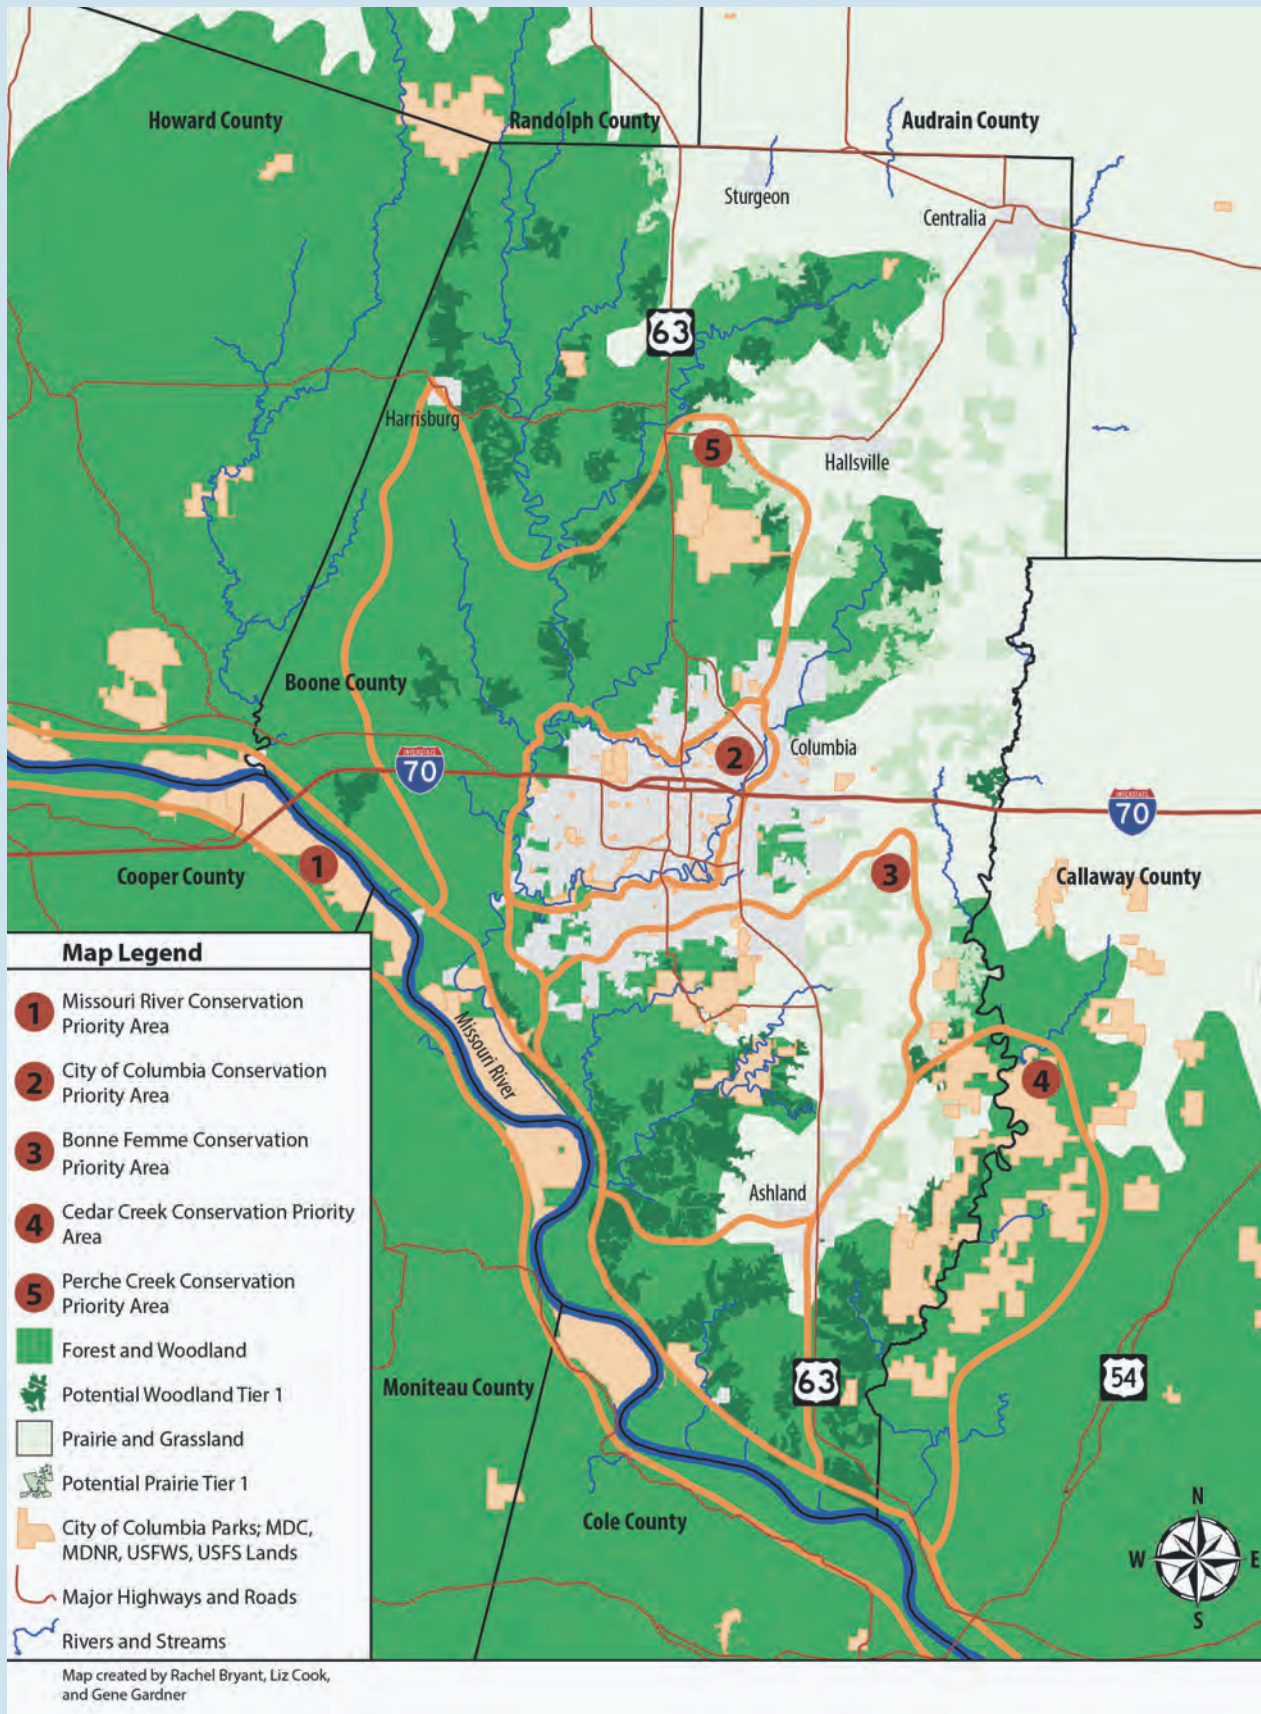 Howard County
Randolph County
Audrain County
Sturgeon
Centralia
63
Harrisburg
5
Hallsville
Boone County
2
Columbia
INTERSTATE
70
INTERSTATE
70
1
3
Cooper County
Callaway County
Map Legend
1 Missouri River Conservation
Priority Area
2 City of Columbia Conservation
Priority Area
3 Bonne Femme Conservation
Priority Area
4 Cedar Creek Conservation Priority
Area
5 Perche Creek Conservation
Priority Area
Forest and Woodland
Potential Woodland Tier 1
Prairie and Grassland
Potential Prairie Tier 1
City of Columbia Parks; MDC,
MDNR, USFWS, USFS Lands
Major Highways and Roads
Rivers and Streams
Map created by Rachel Bryant, Liz Cook,
and Gene Gardner
Missouri River
4
Ashland
Moniteau County
63
54
Cole County
N
W E
S